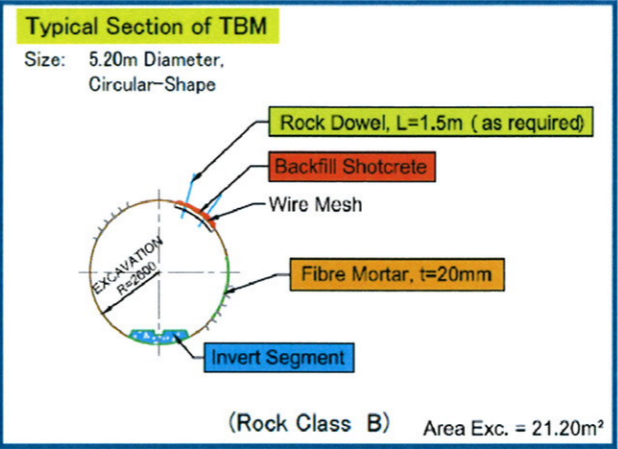 Typical Section of TBM
Size: 5.20m Diameter,
Circular-Shape
Rock Dowel, L=1.5m ( as required)
Backfill Shotcrete
Wire Mesh
EXCAVATION
R=2600
Fibre Mortar, t=20mm
Invert Segment
(Rock Class B)
Area Exc. = 21.20m²